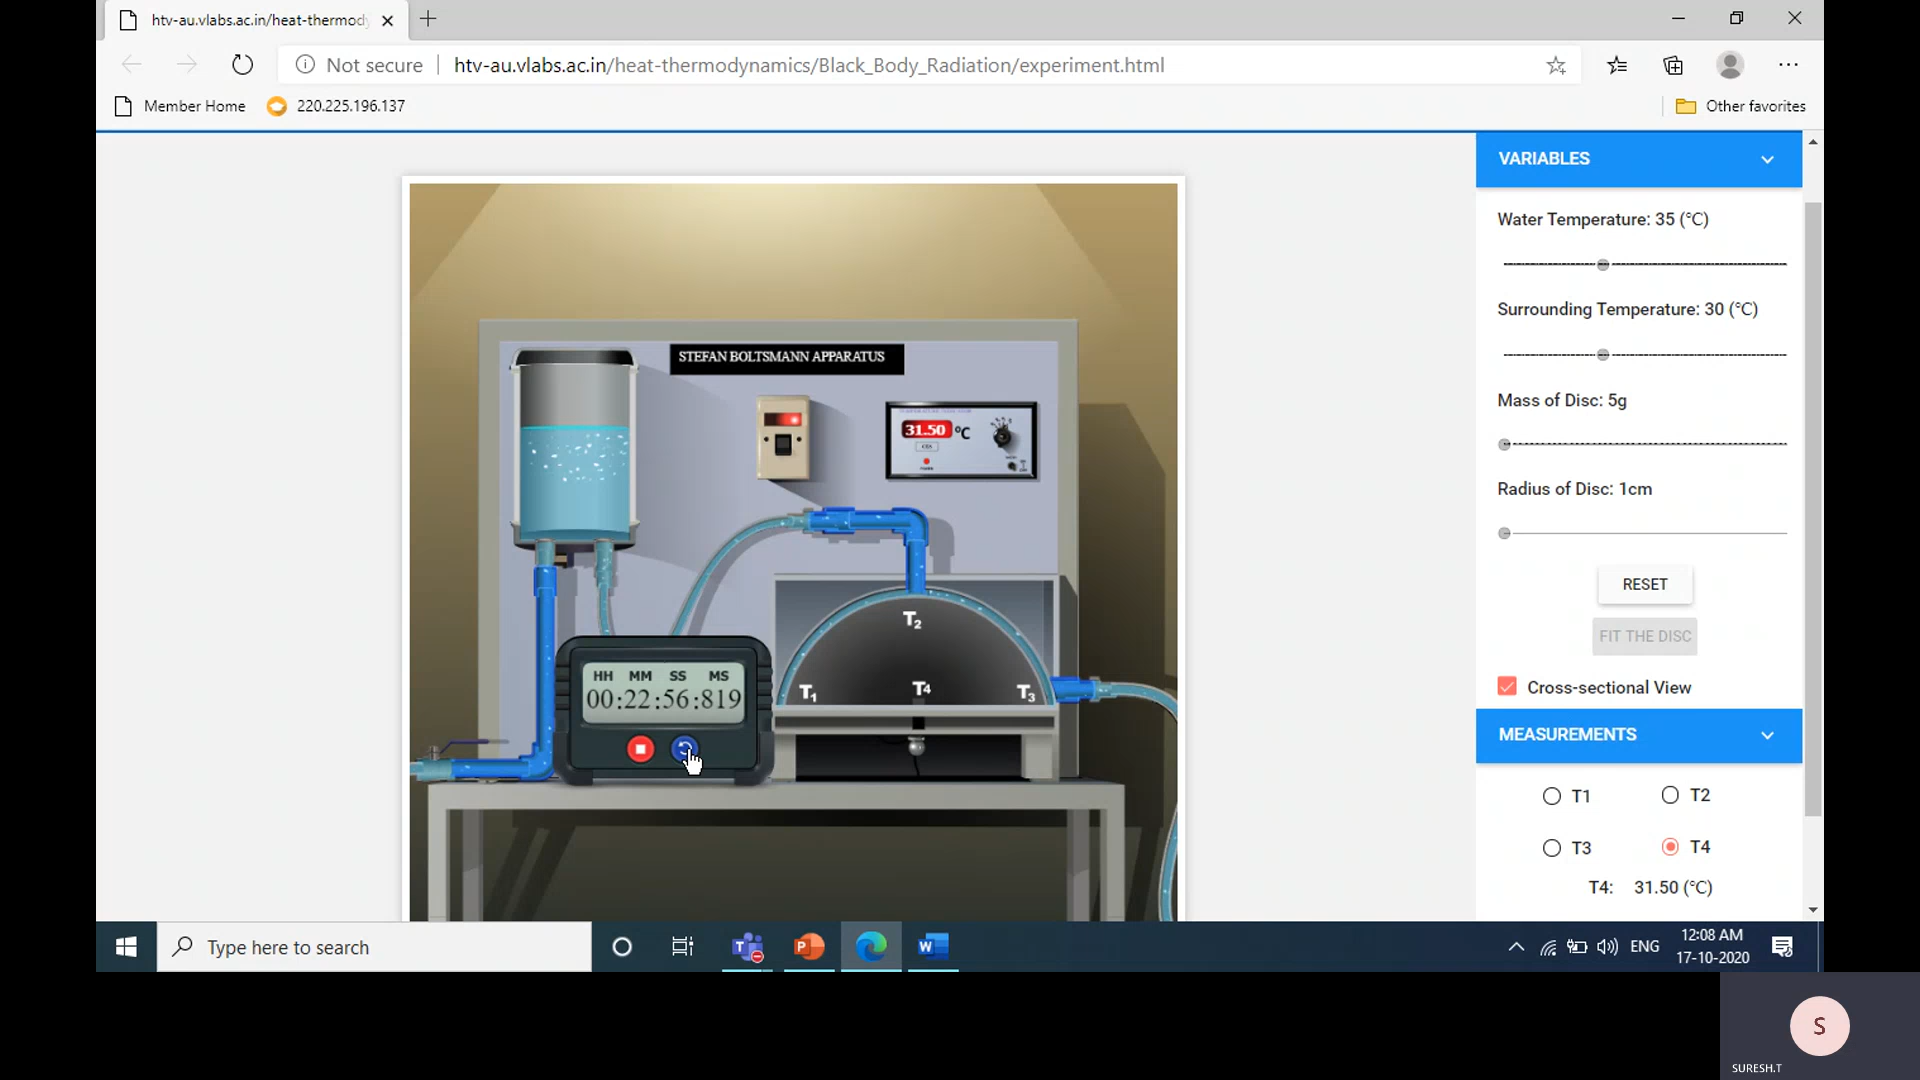 htv-au.vlabs.ac.in/heat-thermody
Not secure
htv-au.vlabs.ac.in/heat-thermodynamics/Black_Body_Radiation/experiment.html
Member Home
220.225.196.137
Other favorites
VARIABLES
Water Temperature: 35 (°C)
Surrounding Temperature: 30 (°C)
Mass of Disc: 5g
Radius of Disc: 1cm
RESET
FIT THE DISC
Cross-sectional View
MEASUREMENTS
T1
T2
T3
T4
T4: 31.50 (°C)
STEFAN BOLTSMANN APPARATUS
31.50 °C
T2
T1 T4 T3
HH MM SS MS
00:22:56:819
Type here to search
ENG
12:08 AM
17-10-2020
S
SURESH.T